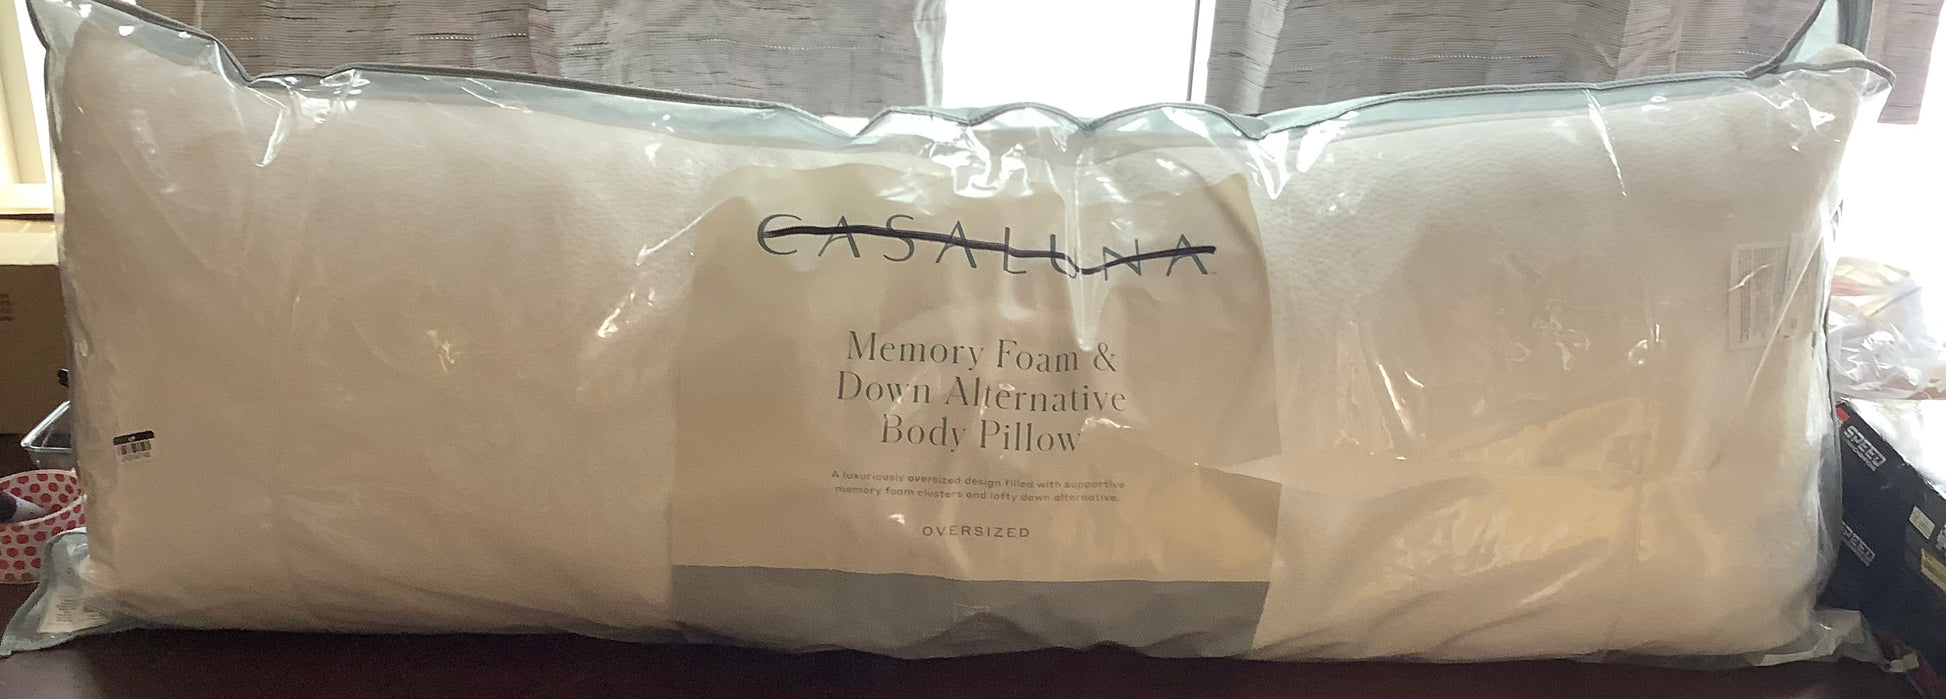 CASALUNA
Memory Foam &
Down Alternative
Body Pillow
A luxuriously oversized design filled with supportive
memory foam clusters and lofty down alternative.
OVERSIZED
SPEED
SPEED